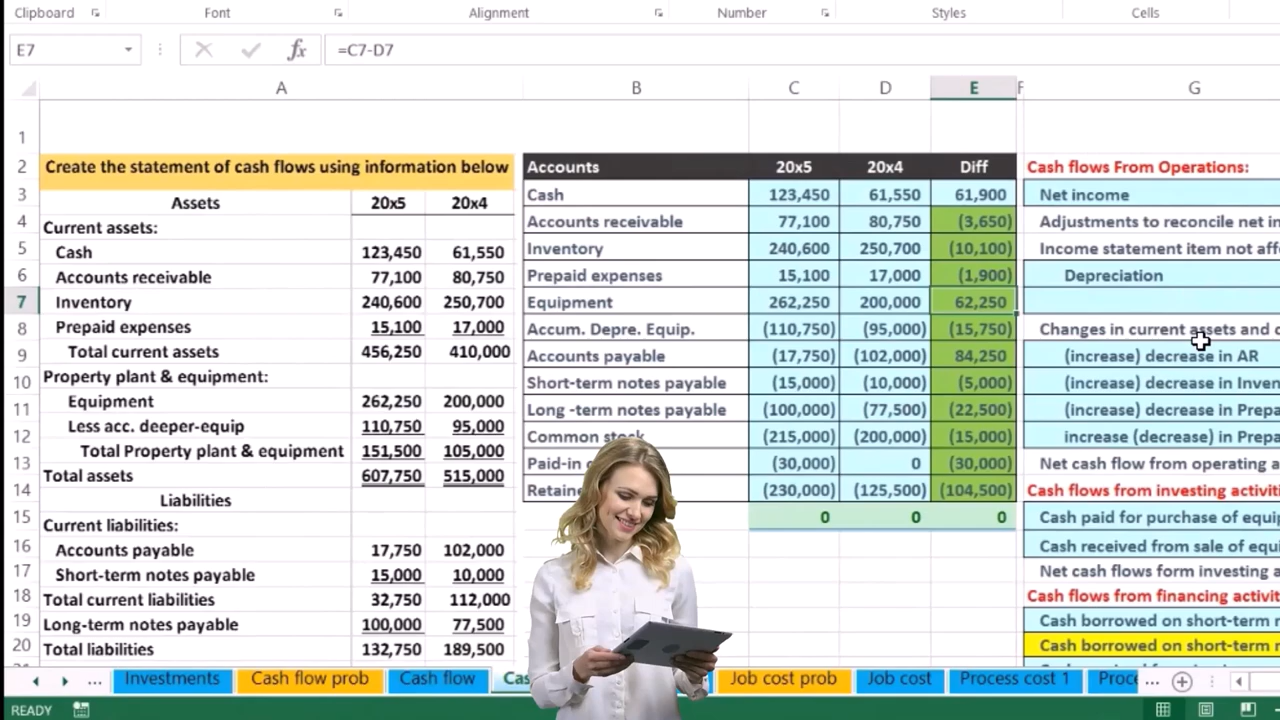 Clipboard Font Alignment Number Styles Cells
E7 fx =C7-D7
A B C D E F G
1
2 Create the statement of cash flows using information below Accounts 20x5 20x4 Diff Cash flows From Operations:
3 Assets 20x5 20x4 Cash 123,450 61,550 61,900 Net income
4 Current assets: Accounts receivable 77,100 80,750 (3,650) Adjustments to reconcile net in
5 Cash 123,450 61,550 Inventory 240,600 250,700 (10,100) Income statement item not aff
6 Accounts receivable 77,100 80,750 Prepaid expenses 15,100 17,000 (1,900) Depreciation
7 Inventory 240,600 250,700 Equipment 262,250 200,000 62,250
8 Prepaid expenses 15,100 17,000 Accum. Depre. Equip. (110,750) (95,000) (15,750) Changes in current assets and
9 Total current assets 456,250 410,000 Accounts payable (17,750) (102,000) 84,250 (increase) decrease in AR
10 Property plant & equipment: Short-term notes payable (15,000) (10,000) (5,000) (increase) decrease in Inven
11 Equipment 262,250 200,000 Long -term notes payable (100,000) (77,500) (22,500) (increase) decrease in Prepa
12 Less acc. deeper-equip 110,750 95,000 Common stock (215,000) (200,000) (15,000) increase (decrease) in Prepa
13 Total Property plant & equipment 151,500 105,000 Paid-in (30,000) 0 (30,000) Net cash flow from operating a
14 Total assets 607,750 515,000 Retaine (230,000) (125,500) (104,500) Cash flows from investing activi
Liabilities
15 Current liabilities: 0 0 0 Cash paid for purchase of equi
16 Accounts payable 17,750 102,000 Cash received from sale of equi
17 Short-term notes payable 15,000 10,000 Net cash flows form investing a
18 Total current liabilities 32,750 112,000 Cash flows from financing activit
19 Long-term notes payable 100,000 77,500 Cash borrowed on short-term
20 Total liabilities 132,750 189,500 Cash borrowed on short-term
... Investments Cash flow prob Cash flow Job cost prob Job cost Process cost 1 Proce ...
READY